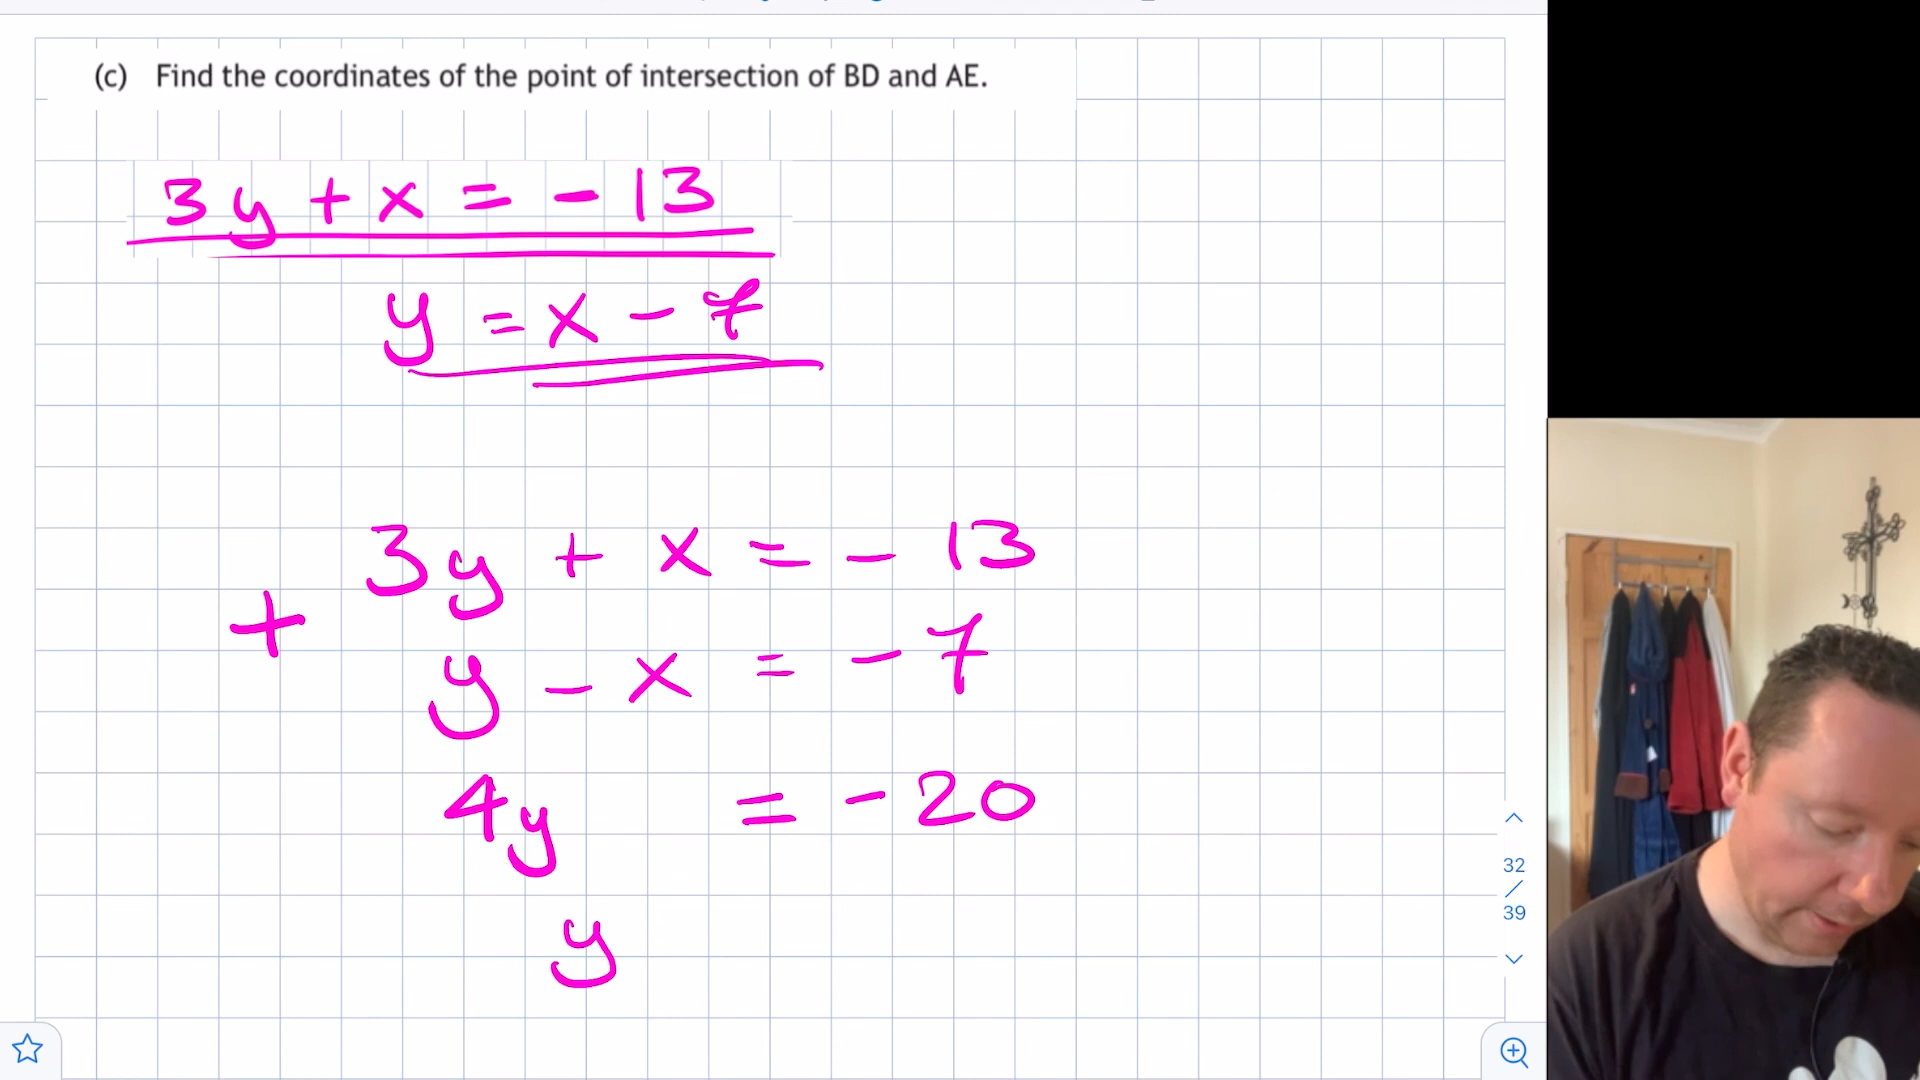 (c) Find the coordinates of the point of intersection of BD and AE.
3y + x = - 13
y = x - 7
3y + x = - 13
+
y - x = - 7
4y = - 20
y
32
39